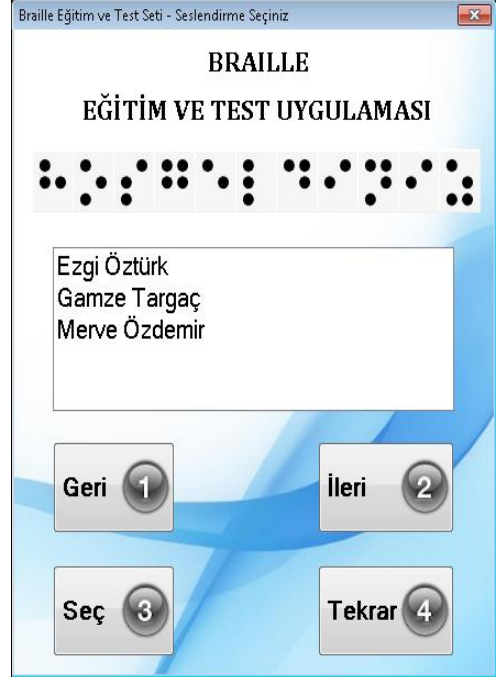 Braille Eğitim ve Test Seti - Seslendirme Seçiniz
BRAILLE
EĞİTİM VE TEST UYGULAMASI
⠓⠕⠎⠛⠑⠇⠙⠊⠝⠊⠵
Ezgi Öztürk
Gamze Targaç
Merve Özdemir
Geri 1
İleri 2
Seç 3
Tekrar 4